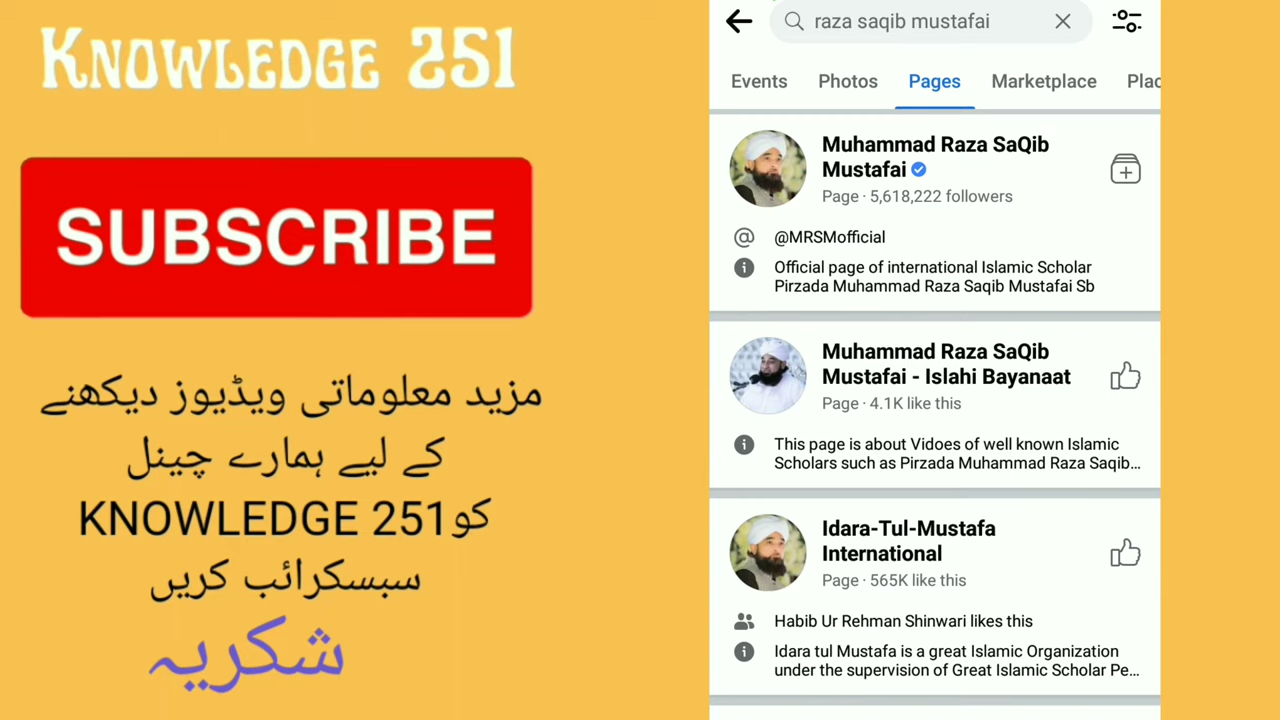 KNOWLEDGE 251
SUBSCRIBE
مزید معلوماتی ویڈیوز دیکھنے
کے لیے ہمارے چینل
کوKNOWLEDGE 251
سبسکرائب کریں
شکریہ
raza saqib mustafai
Events Photos Pages Marketplace Plac
Muhammad Raza SaQib
Mustafai
Page · 5,618,222 followers
@ @MRSMofficial
Official page of international Islamic Scholar
Pirzada Muhammad Raza Saqib Mustafai Sb
Muhammad Raza SaQib
Mustafai - Islahi Bayanaat
Page · 4.1K like this
This page is about Vidoes of well known Islamic
Scholars such as Pirzada Muhammad Raza Saqib...
Idara-Tul-Mustafa
International
Page · 565K like this
Habib Ur Rehman Shinwari likes this
Idara tul Mustafa is a great Islamic Organization
under the supervision of Great Islamic Scholar Pe...